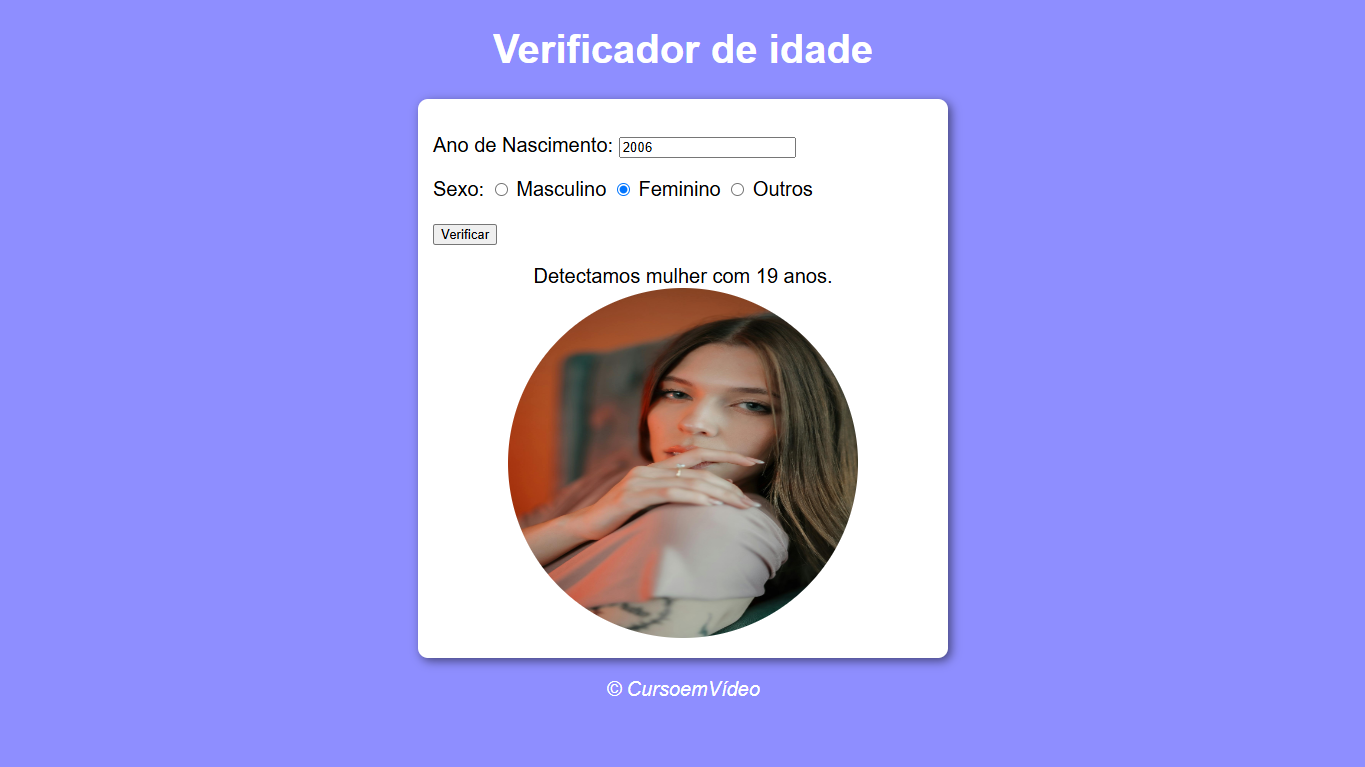 Verificador de idade
Ano de Nascimento: 2006
Sexo: Masculino Feminino Outros
Verificar
Detectamos mulher com 19 anos.
© CursoemVídeo